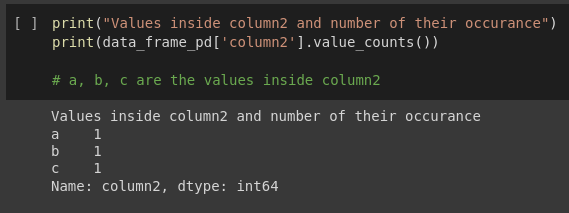 [ ] print("Values inside column2 and number of their occurance")
print(data_frame_pd['column2'].value_counts())
# a, b, c are the values inside column2
Values inside column2 and number of their occurance
a    1
b    1
c    1
Name: column2, dtype: int64